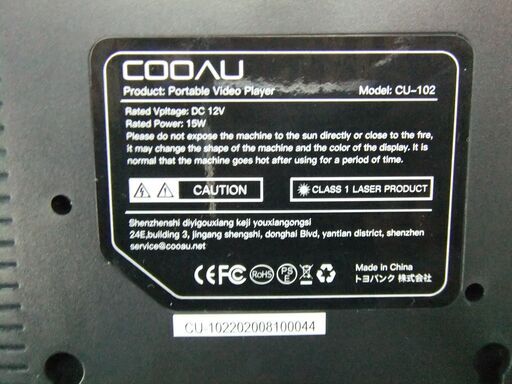 COOAU
Product: Portable Video Player Model: CU-102
Rated Vpltage: DC 12V
Rated Power: 15W
Please do not expose the machine to the sun directly or close to the fire,
it may change the shape of the machine and the color of the display. It is
normal that the machine goes hot after using for a period of time.
CAUTION
CLASS 1 LASER PRODUCT
Shenzhenshi diyigouxiang keji youxiangongsi
24E,building 3, jingang shengshi, donghai Blvd, yantian district, shenzhen
service@cooau.net
CE FC RoHS PSE
Made in China
トヨバンク 株式会社
CU-102202008100044